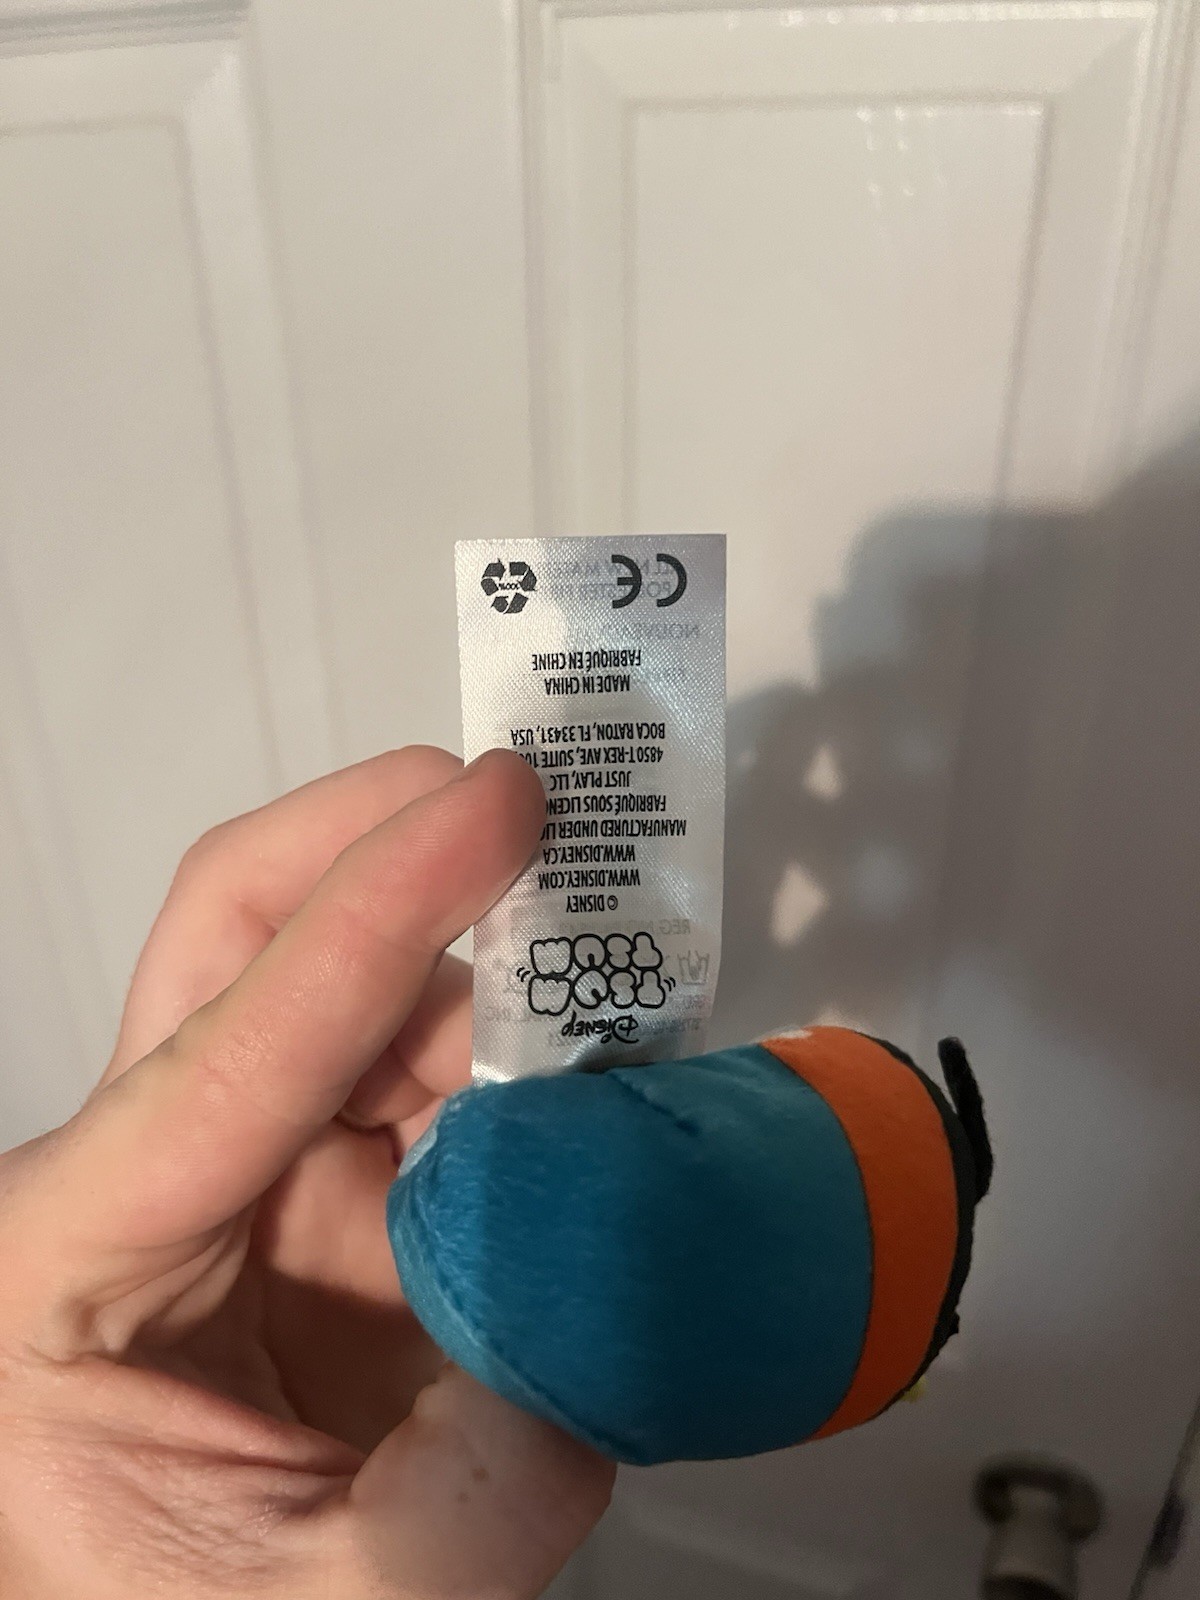 Disney
TSUM
TSUM
© DISNEY
WWW.DISNEY.COM
WWW.DISNEY.CA
MANUFACTURED UNDER LIC
FABRIQUÉ SOUS LICENC
JUST PLAY, LLC
4850 T-REX AVE, SUITE 10
BOCA RATON, FL 33431, USA
MADE IN CHINA
FABRIQUÉ EN CHINE
CE
100%